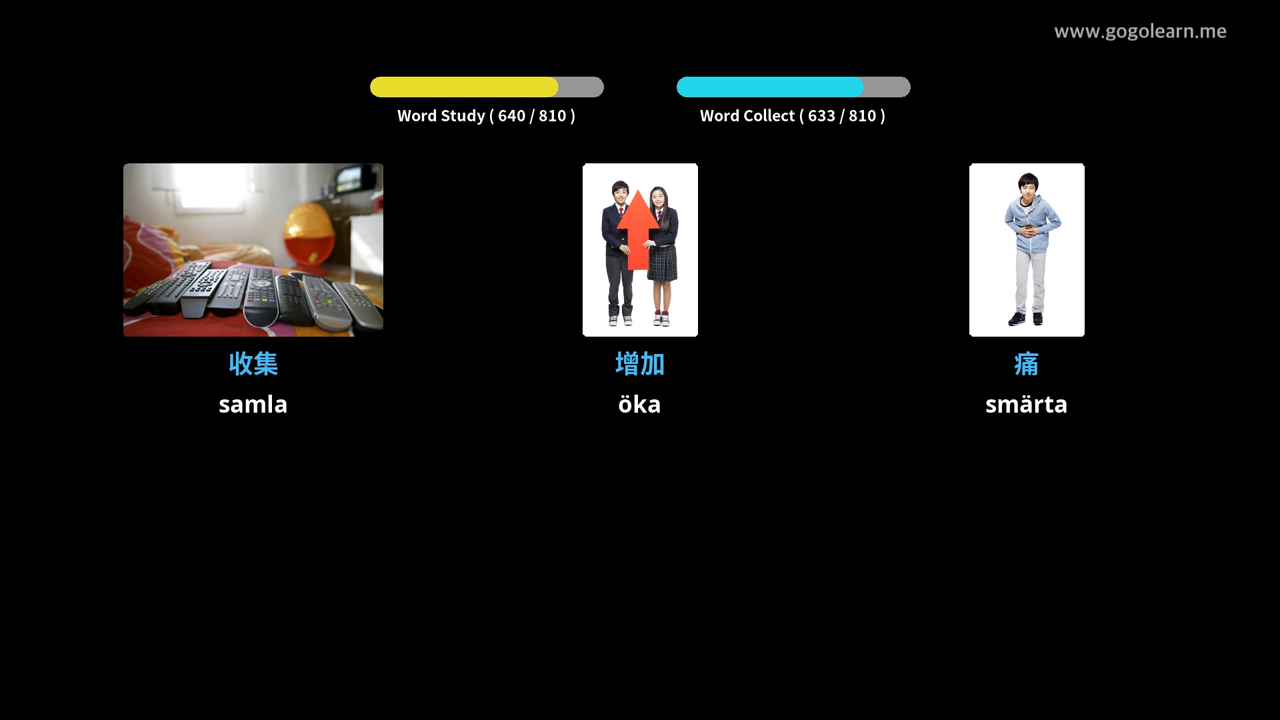 www.gogolearn.me
Word Study ( 640 / 810 )
Word Collect ( 633 / 810 )
收集
增加
痛
samla
öka
smärta